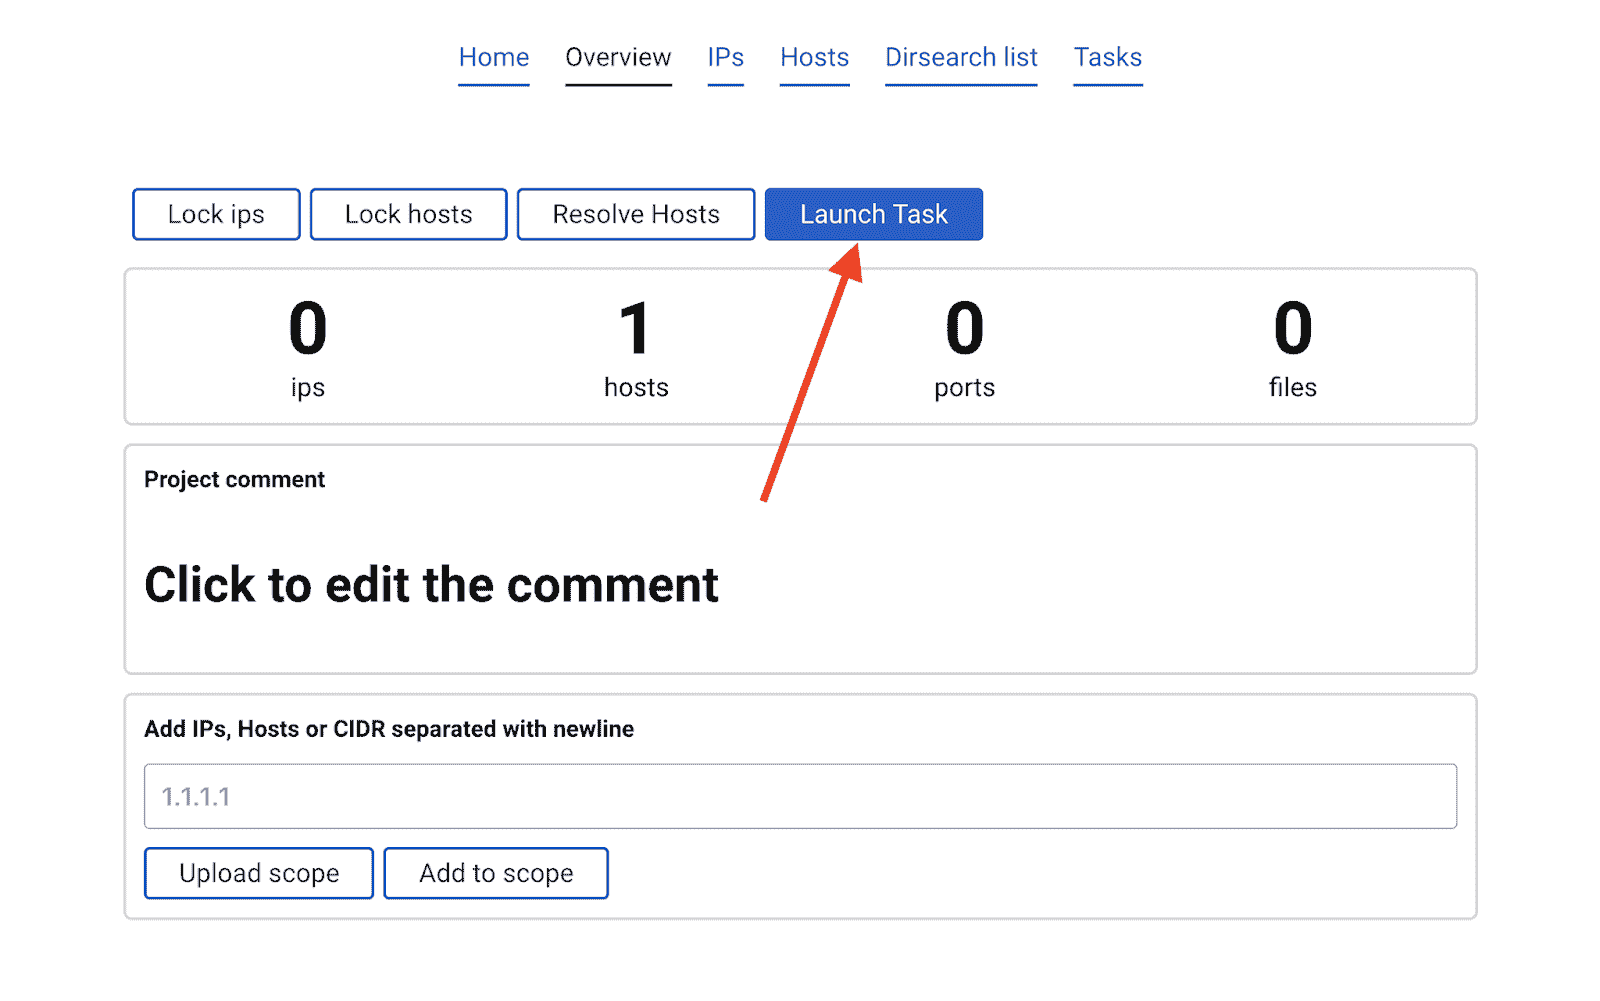 Home Overview IPs Hosts Dirsearch list Tasks
Lock ips Lock hosts Resolve Hosts Launch Task
0 1 0 0
ips hosts ports files
Project comment
Click to edit the comment
Add IPs, Hosts or CIDR separated with newline
1.1.1.1
Upload scope Add to scope